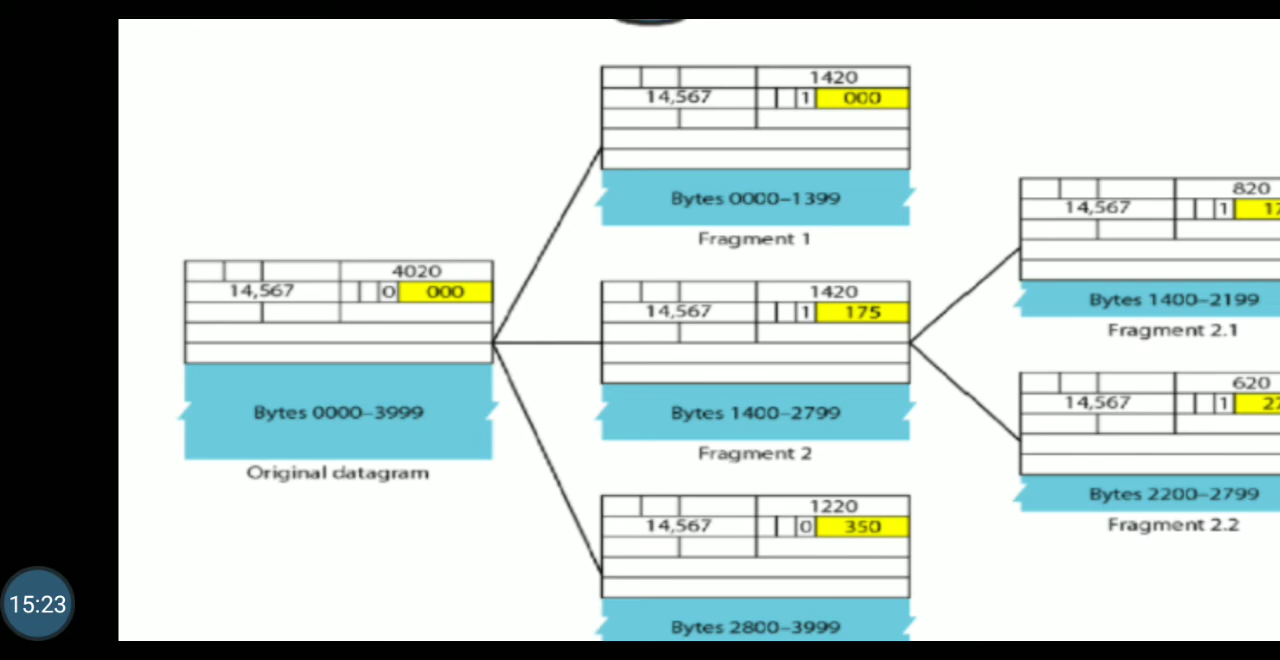 4020
14,567 0 000
Bytes 0000–3999
Original datagram
1420
14,567 1 000
Bytes 0000–1399
Fragment 1
1420
14,567 1 175
Bytes 1400–2799
Fragment 2
1220
14,567 0 350
Bytes 2800–3999
820
14,567 1 17
Bytes 1400–2199
Fragment 2.1
620
14,567 1 27
Bytes 2200–2799
Fragment 2.2
15:23